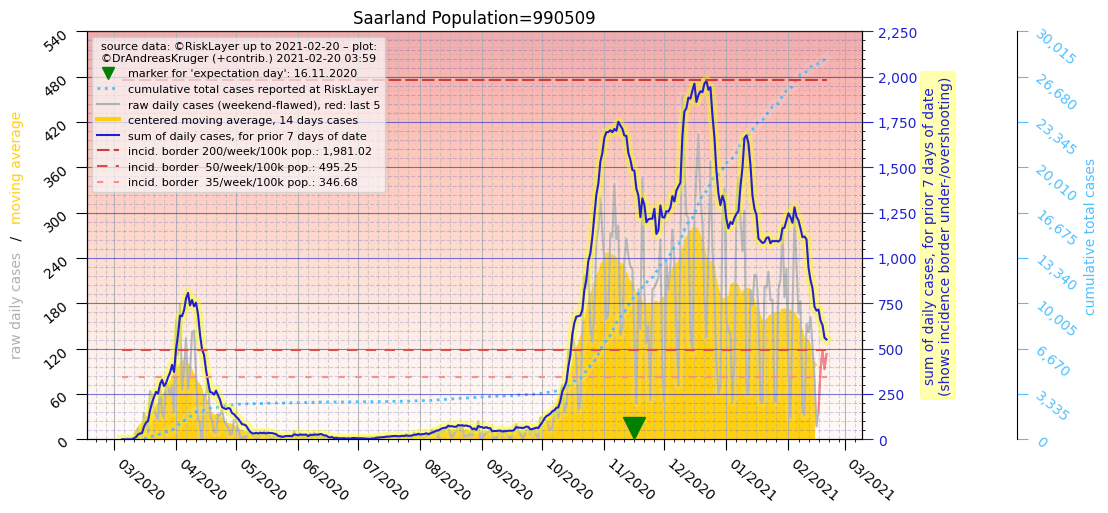 Saarland Population=990509
source data: ©RiskLayer up to 2021-02-20 – plot:
©DrAndreasKruger (+contrib.) 2021-02-20 03:59
marker for 'expectation day': 16.11.2020
cumulative total cases reported at RiskLayer
raw daily cases (weekend-flawed), red: last 5
centered moving average, 14 days of cases
sum of daily cases, for prior 7 days of date
incid. border 200/week/100k pop.: 1,981.02
incid. border  50/week/100k pop.: 495.25
incid. border  35/week/100k pop.: 346.68
raw daily cases  /  moving average
540
480
420
360
300
240
180
120
60
0
03/2020
04/2020
05/2020
06/2020
07/2020
08/2020
09/2020
10/2020
11/2020
12/2020
01/2021
02/2021
03/2021
2,250
2,000
1,750
1,500
1,250
1,000
750
500
250
0
sum of daily cases, for prior 7 days of date
(shows incidence border under-/overshooting)
30,015
26,680
23,345
20,010
16,675
13,340
10,005
6,670
3,335
0
cumulative total cases